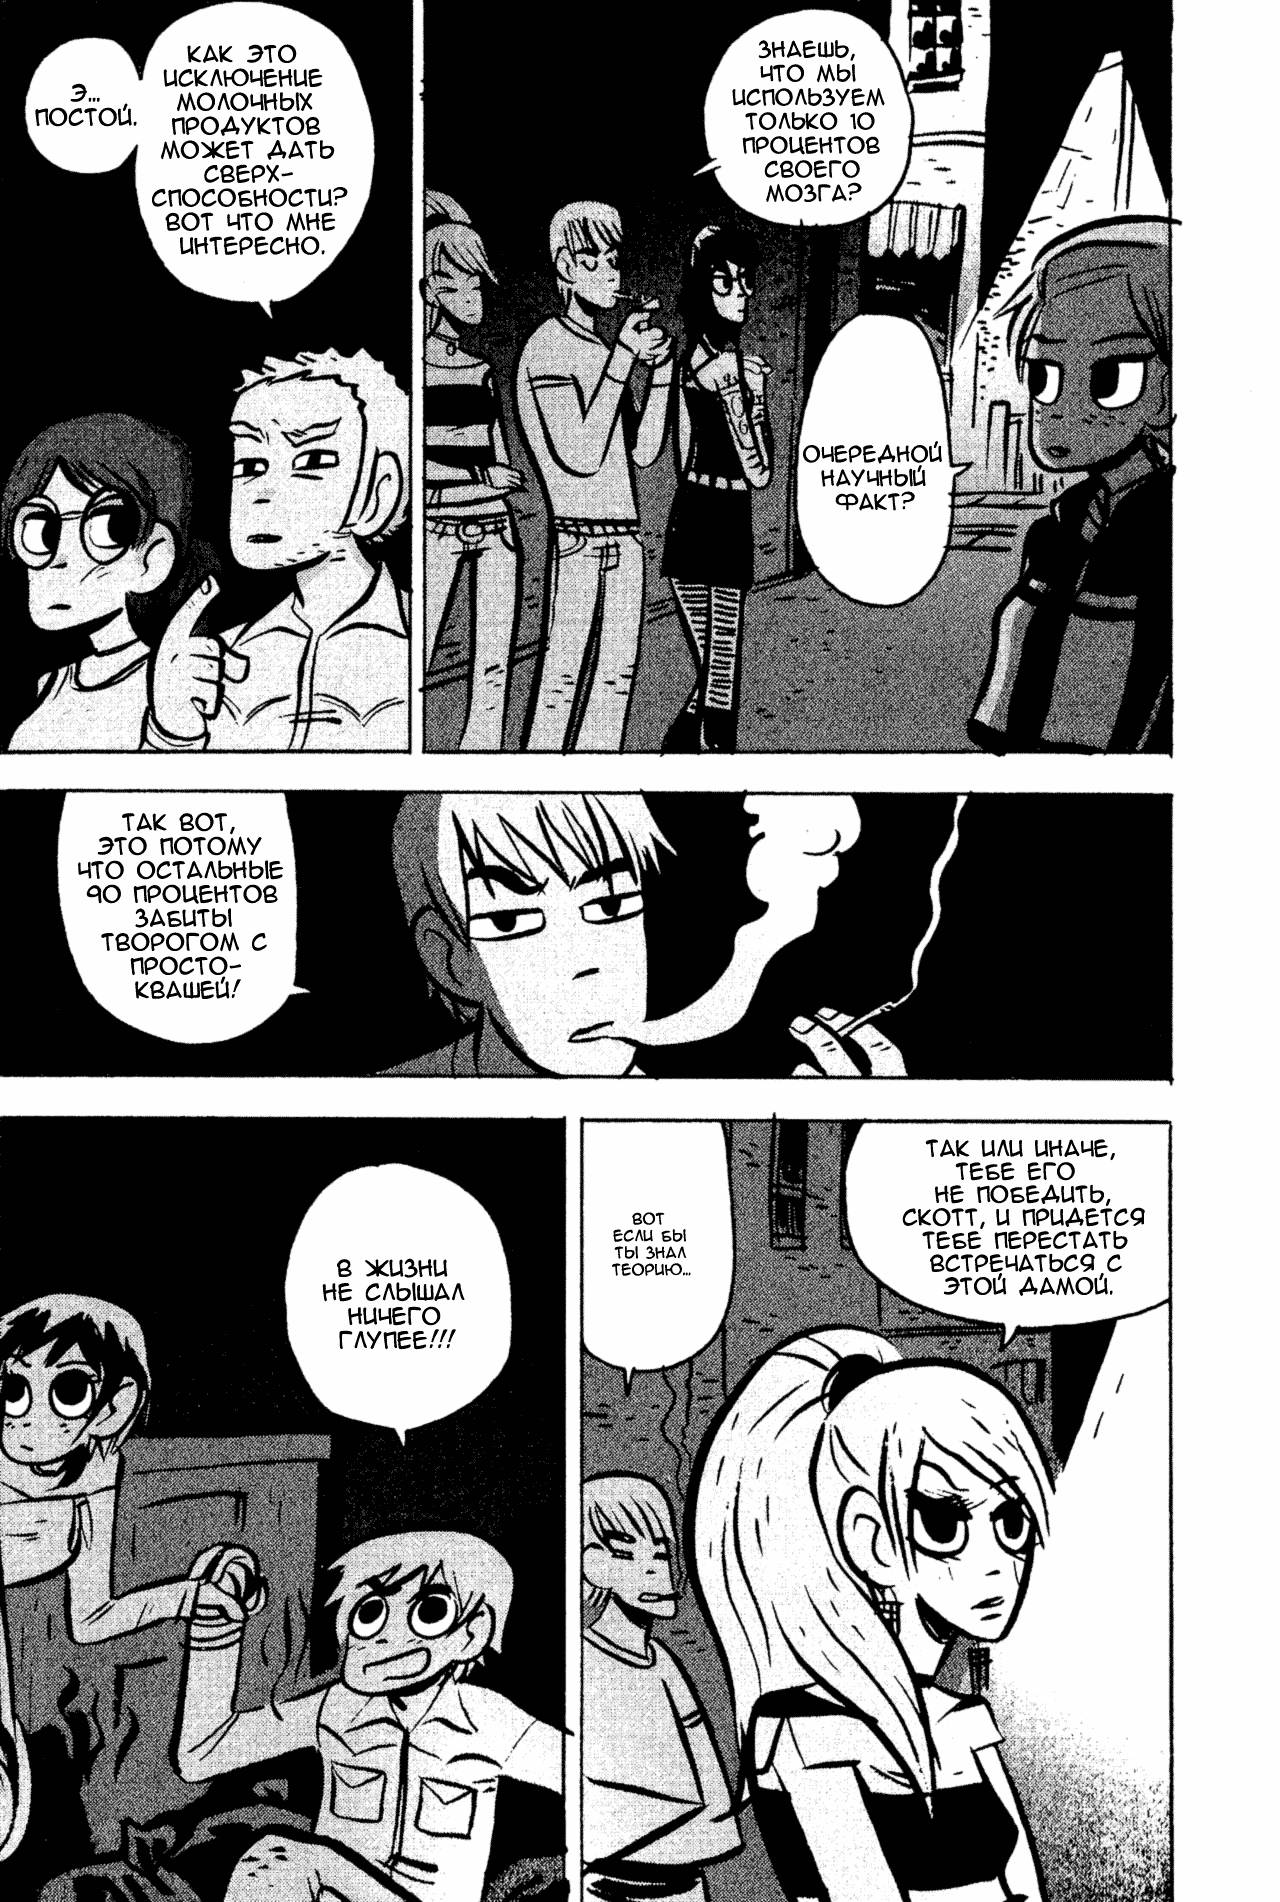 Э...
ПОСТОЙ.
КАК ЭТО
ИСКЛЮЧЕНИЕ
МОЛОЧНЫХ
ПРОДУКТОВ
МОЖЕТ ДАТЬ
СВЕРХ-
СПОСОБНОСТИ?
ВОТ ЧТО МНЕ
ИНТЕРЕСНО.
ЗНАЕШЬ,
ЧТО МЫ
ИСПОЛЬЗУЕМ
ТОЛЬКО 10
ПРОЦЕНТОВ
СВОЕГО
МОЗГА?
ОЧЕРЕДНОЙ
НАУЧНЫЙ
ФАКТ?
ТАК ВОТ,
ЭТО ПОТОМУ
ЧТО ОСТАЛЬНЫЕ
90 ПРОЦЕНТОВ
ЗАБИТЫ
ТВОРОГОМ С
ПРОСТО-
КВАШЕЙ!
В ЖИЗНИ
НЕ СЛЫШАЛ
НИЧЕГО
ГЛУПЕЕ!!!
ВОТ
ЕСЛИ БЫ
ТЫ ЗНАЛ
ТЕОРИЮ...
ТАК ИЛИ ИНАЧЕ,
ТЕБЕ ЕГО
НЕ ПОБЕДИТЬ,
СКОТТ, И ПРИДЕТСЯ
ТЕБЕ ПЕРЕСТАТЬ
ВСТРЕЧАТЬСЯ С
ЭТОЙ ДАМОЙ.